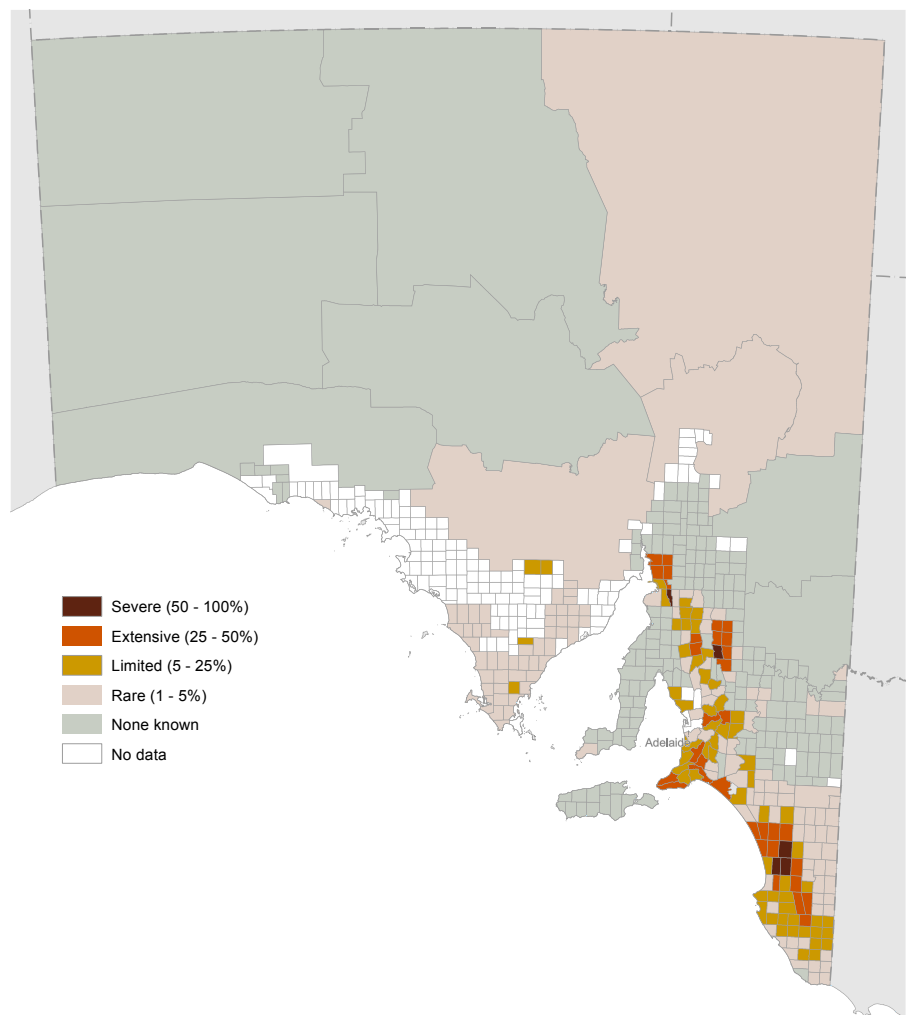 Severe (50 - 100%)
Extensive (25 - 50%)
Limited (5 - 25%)
Rare (1 - 5%)
None known
No data
Adelaide